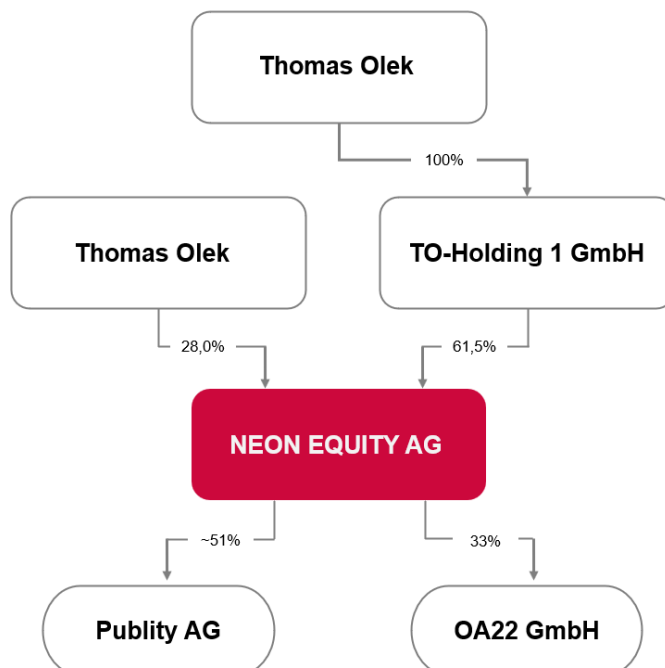 Thomas Olek
100%
Thomas Olek
TO-Holding 1 GmbH
28,0%
61,5%
NEON EQUITY AG
~51%
33%
Publity AG
OA22 GmbH